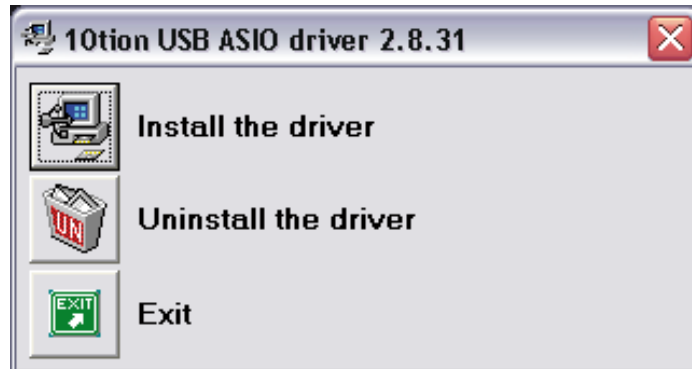 10tion USB ASIO driver 2.8.31
Install the driver
UN
Uninstall the driver
EXIT
Exit